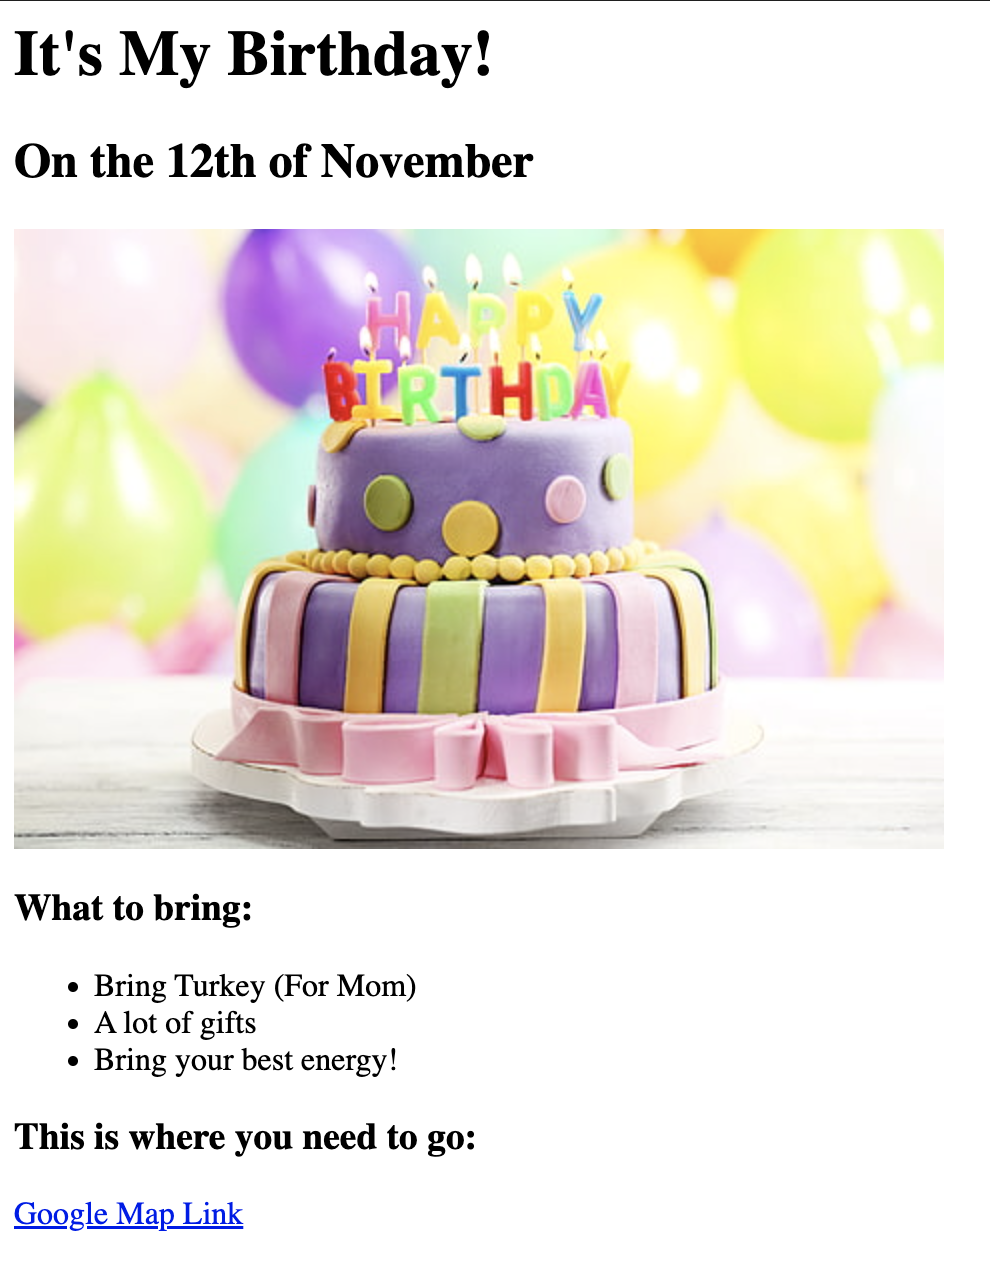 It's My Birthday!
On the 12th of November
HAPPY
BIRTHDAY
What to bring:
Bring Turkey (For Mom)
A lot of gifts
Bring your best energy!
This is where you need to go:
Google Map Link